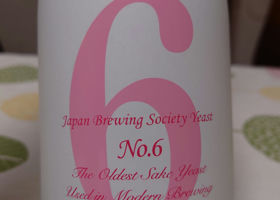 6
Japan Brewing Society Yeast
No.6
The Oldest Sake Yeast
Used in Modern Brewing